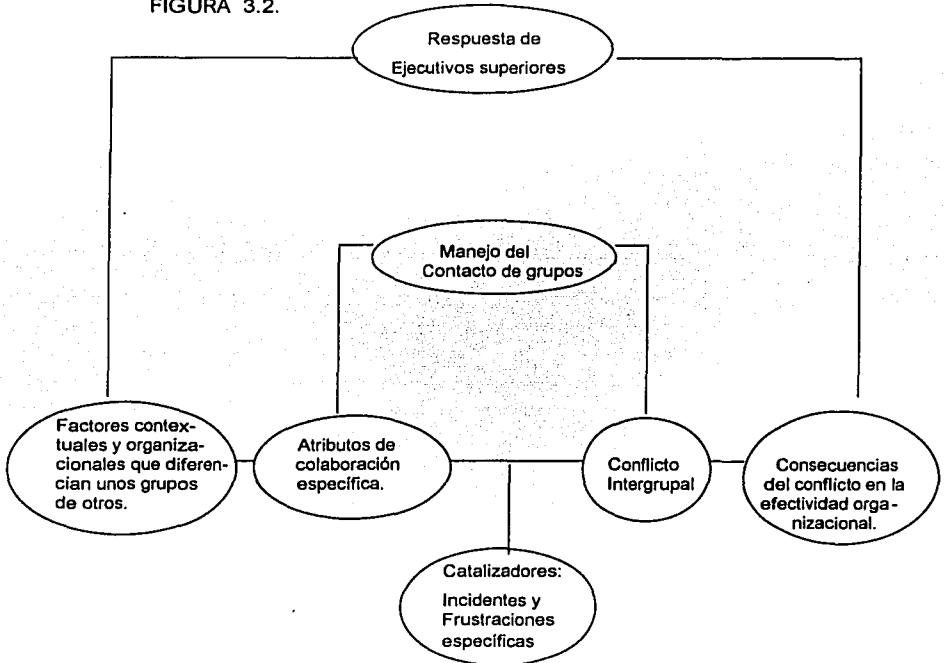 FIGURA 3.2.
Respuesta de
Ejecutivos superiores
Manejo del
Contacto de grupos
Factores contex-
tuales y organiza-
cionales que diferen-
cian unos grupos
de otros.
Atributos de
colaboración
específica.
Conflicto
Intergrupal
Consecuencias
del conflicto en la
efectividad orga-
nizacional.
Catalizadores:
Incidentes y
Frustraciones
específicas